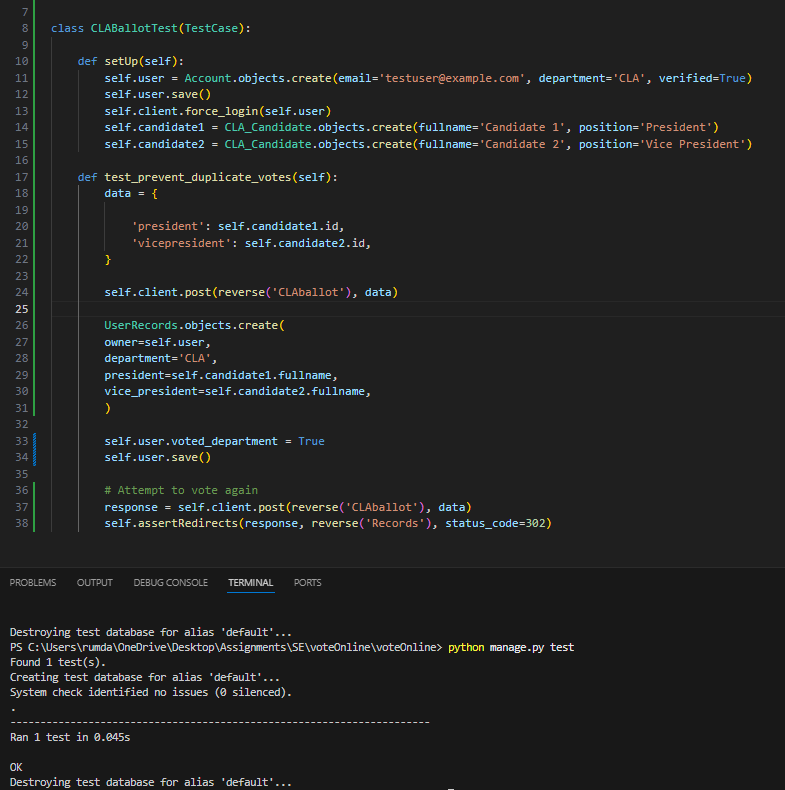 7
8 class CLABallotTest(TestCase):
9
10 def setUp(self):
11 self.user = Account.objects.create(email='testuser@example.com', department='CLA', verified=True)
12 self.user.save()
13 self.client.force_login(self.user)
14 self.candidate1 = CLA_Candidate.objects.create(fullname='Candidate 1', position='President')
15 self.candidate2 = CLA_Candidate.objects.create(fullname='Candidate 2', position='Vice President')
16
17 def test_prevent_duplicate_votes(self):
18 data = {
19
20 'president': self.candidate1.id,
21 'vicepresident': self.candidate2.id,
22 }
23
24 self.client.post(reverse('CLAballot'), data)
25
26 UserRecords.objects.create(
27 owner=self.user,
28 department='CLA',
29 president=self.candidate1.fullname,
30 vice_president=self.candidate2.fullname,
31 )
32
33 self.user.voted_department = True
34 self.user.save()
35
36 # Attempt to vote again
37 response = self.client.post(reverse('CLAballot'), data)
38 self.assertRedirects(response, reverse('Records'), status_code=302)
PROBLEMS OUTPUT DEBUG CONSOLE TERMINAL PORTS
Destroying test database for alias 'default'...
PS C:\Users\rumda\OneDrive\Desktop\Assignments\SE\voteOnline\voteOnline> python manage.py test
Found 1 test(s).
Creating test database for alias 'default'...
System check identified no issues (0 silenced).
.
----------------------------------------------------------------------
Ran 1 test in 0.045s
OK
Destroying test database for alias 'default'...